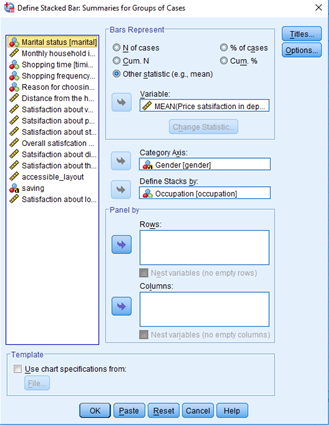 Define Stacked Bar: Summaries for Groups of Cases
Marital status [marital]
Monthly household i...
Shopping time [timi...
Shopping frequency...
Reason for choosin...
Distance from the h...
Satisfaction about v...
Satisfaction about p...
Satisfaction about st...
Overall satisfcation ...
Satisfaction about di...
Satisfaction about th...
accessible_layout
saving
Satisfaction about lo...
Bars Represent
N of cases
% of cases
Cum. N
Cum. %
Other statistic (e.g., mean)
Variable:
MEAN(Price satsifaction in dep...
Change Statistic...
Category Axis:
Gender [gender]
Define Stacks by:
Occupation [occupation]
Panel by
Rows:
Nest variables (no empty rows)
Columns:
Nest variables (no empty columns)
Titles...
Options...
Template
Use chart specifications from:
File...
OK
Paste
Reset
Cancel
Help